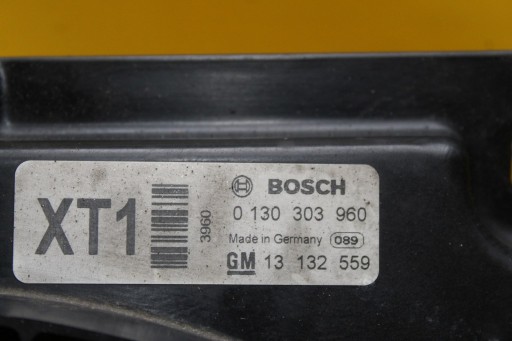 XT1
3960
BOSCH
0 130 303 960
Made in Germany 089
GM 13 132 559